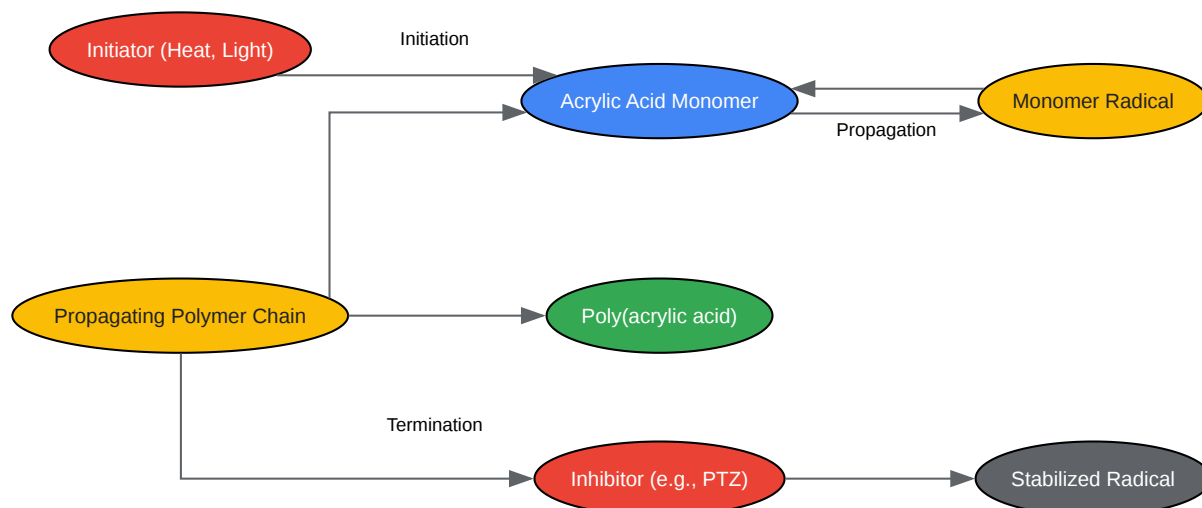 Initiator (Heat, Light)
Initiation
Acrylic Acid Monomer
Monomer Radical
Propagation
Propagating Polymer Chain
Poly(acrylic acid)
Termination
Inhibitor (e.g., PTZ)
Stabilized Radical